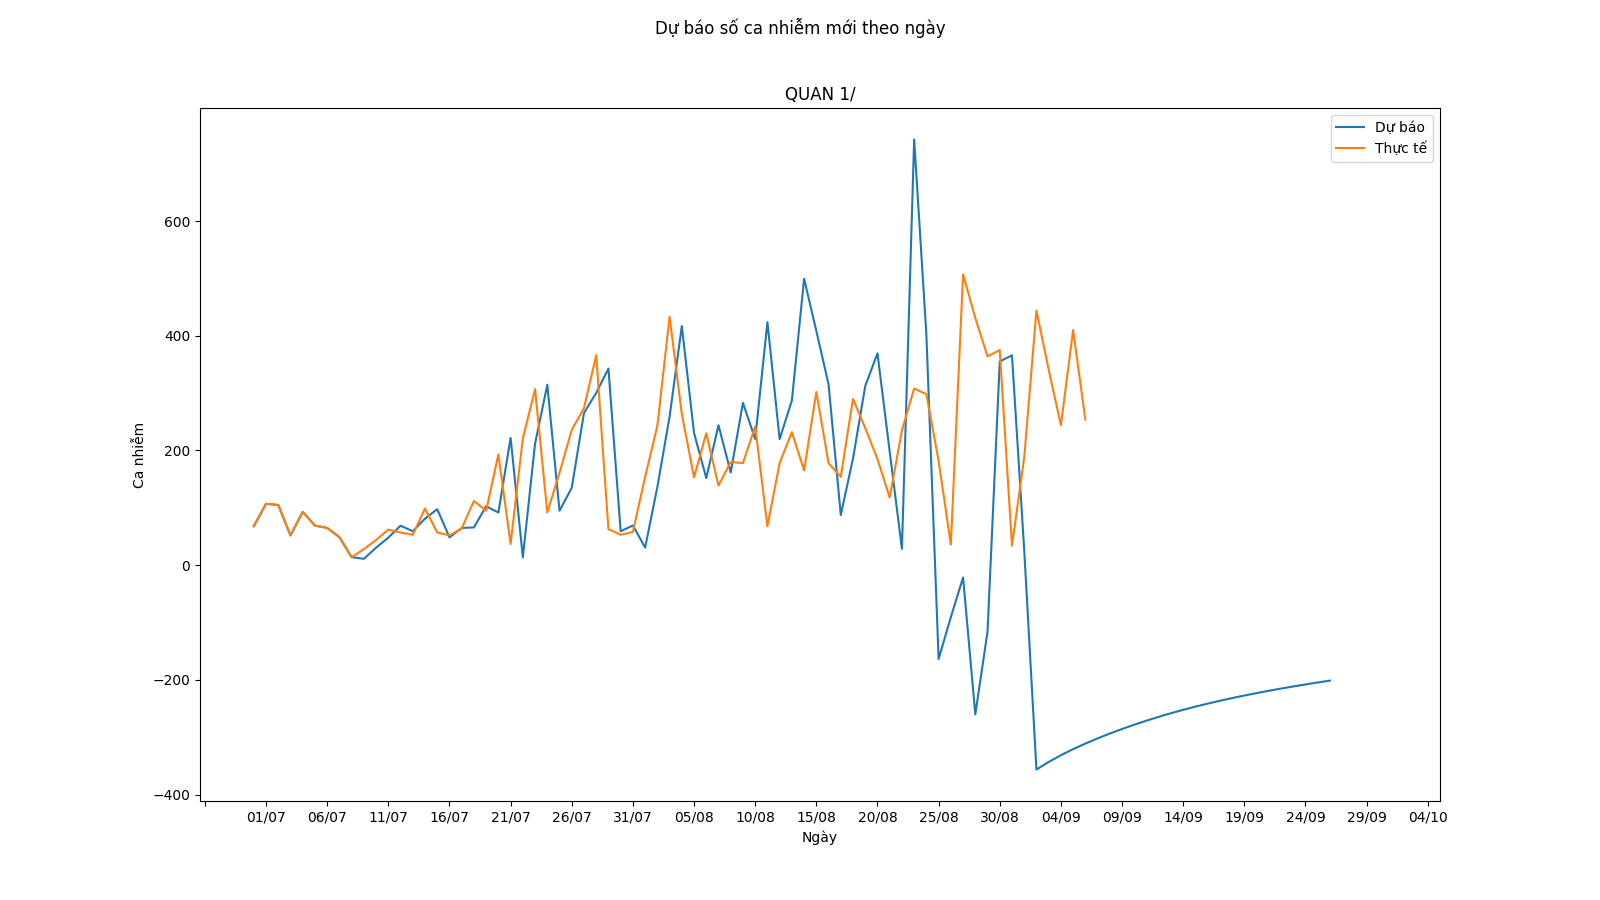 Dự báo số ca nhiễm mới theo ngày
QUAN 1/
Dự báo
Thực tế
600
400
200
0
−200
−400
Ca nhiễm
01/07 06/07 11/07 16/07 21/07 26/07 31/07 05/08 10/08 15/08 20/08 25/08 30/08 04/09 09/09 14/09 19/09 24/09 29/09 04/10
Ngày